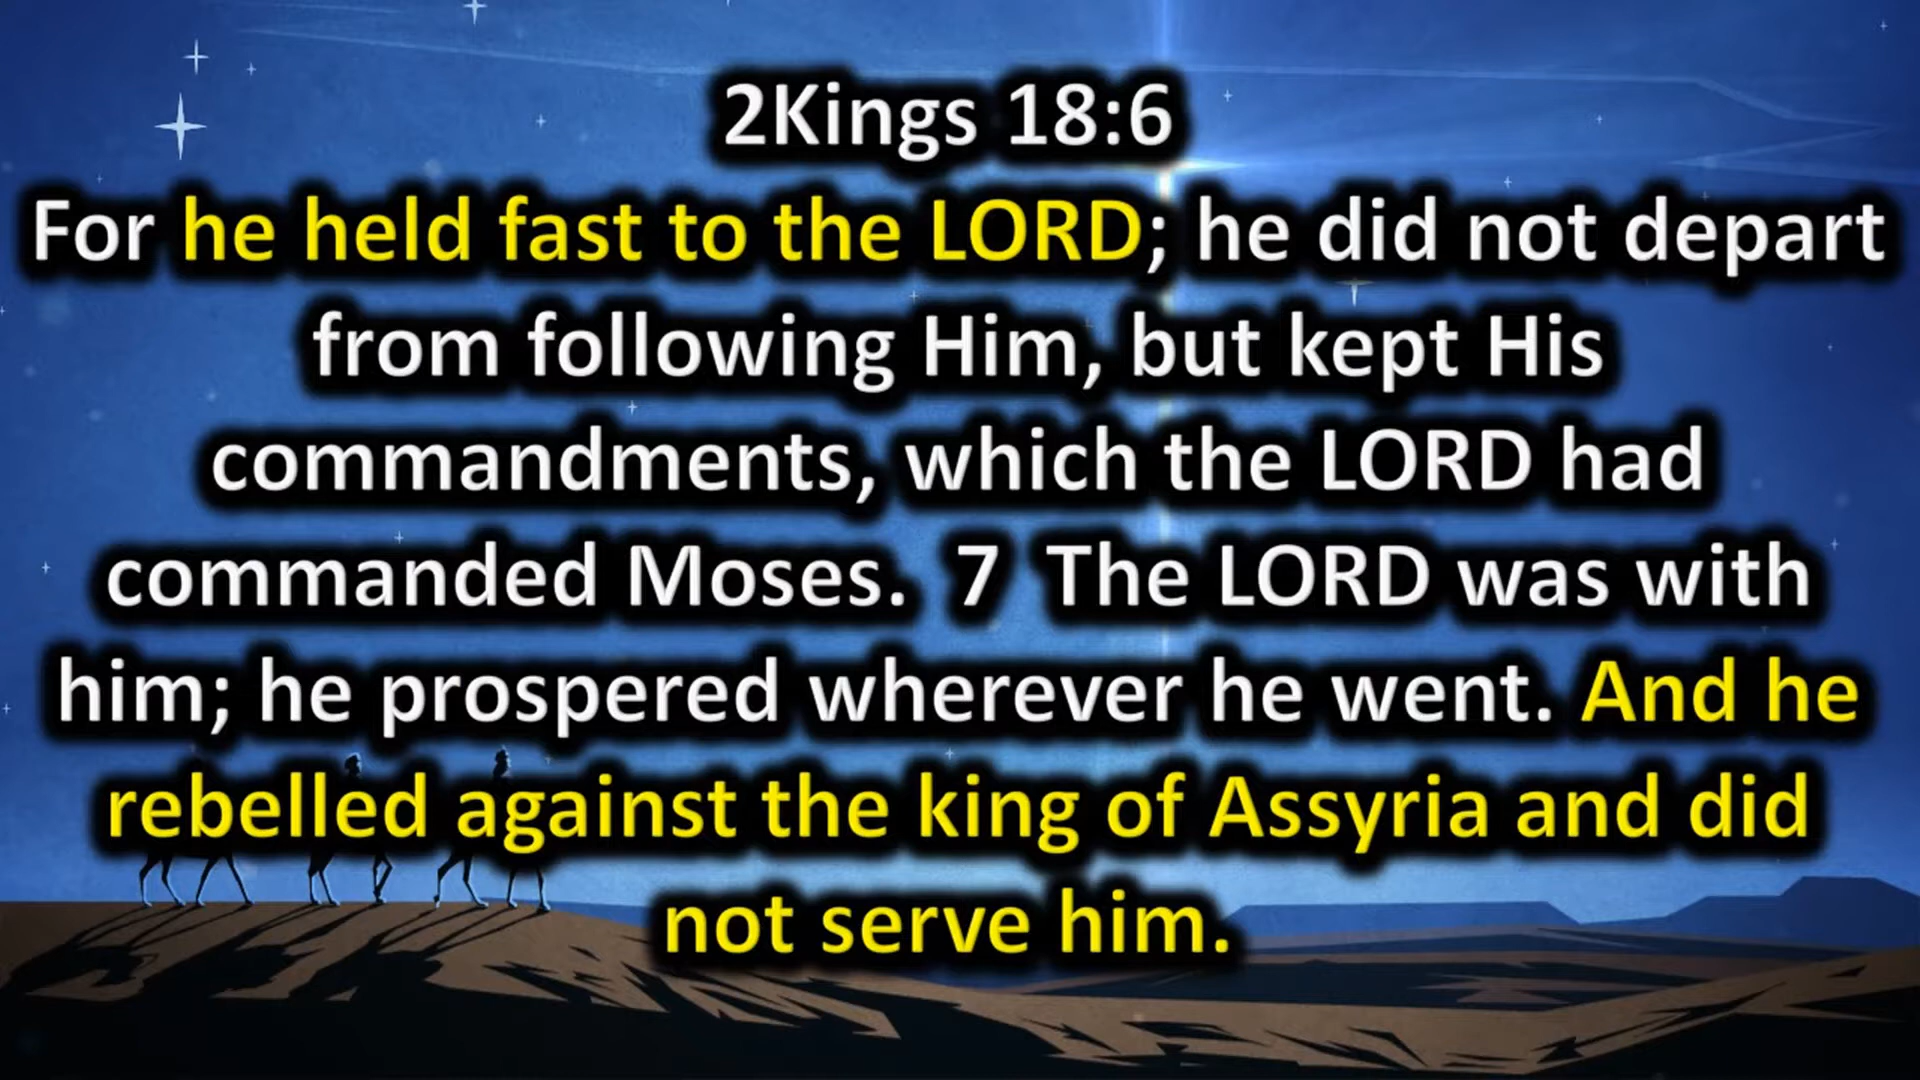 2Kings 18:6
For he held fast to the LORD; he did not depart
from following Him, but kept His
commandments, which the LORD had
commanded Moses.  7  The LORD was with
him; he prospered wherever he went. And he
rebelled against the king of Assyria and did
not serve him.